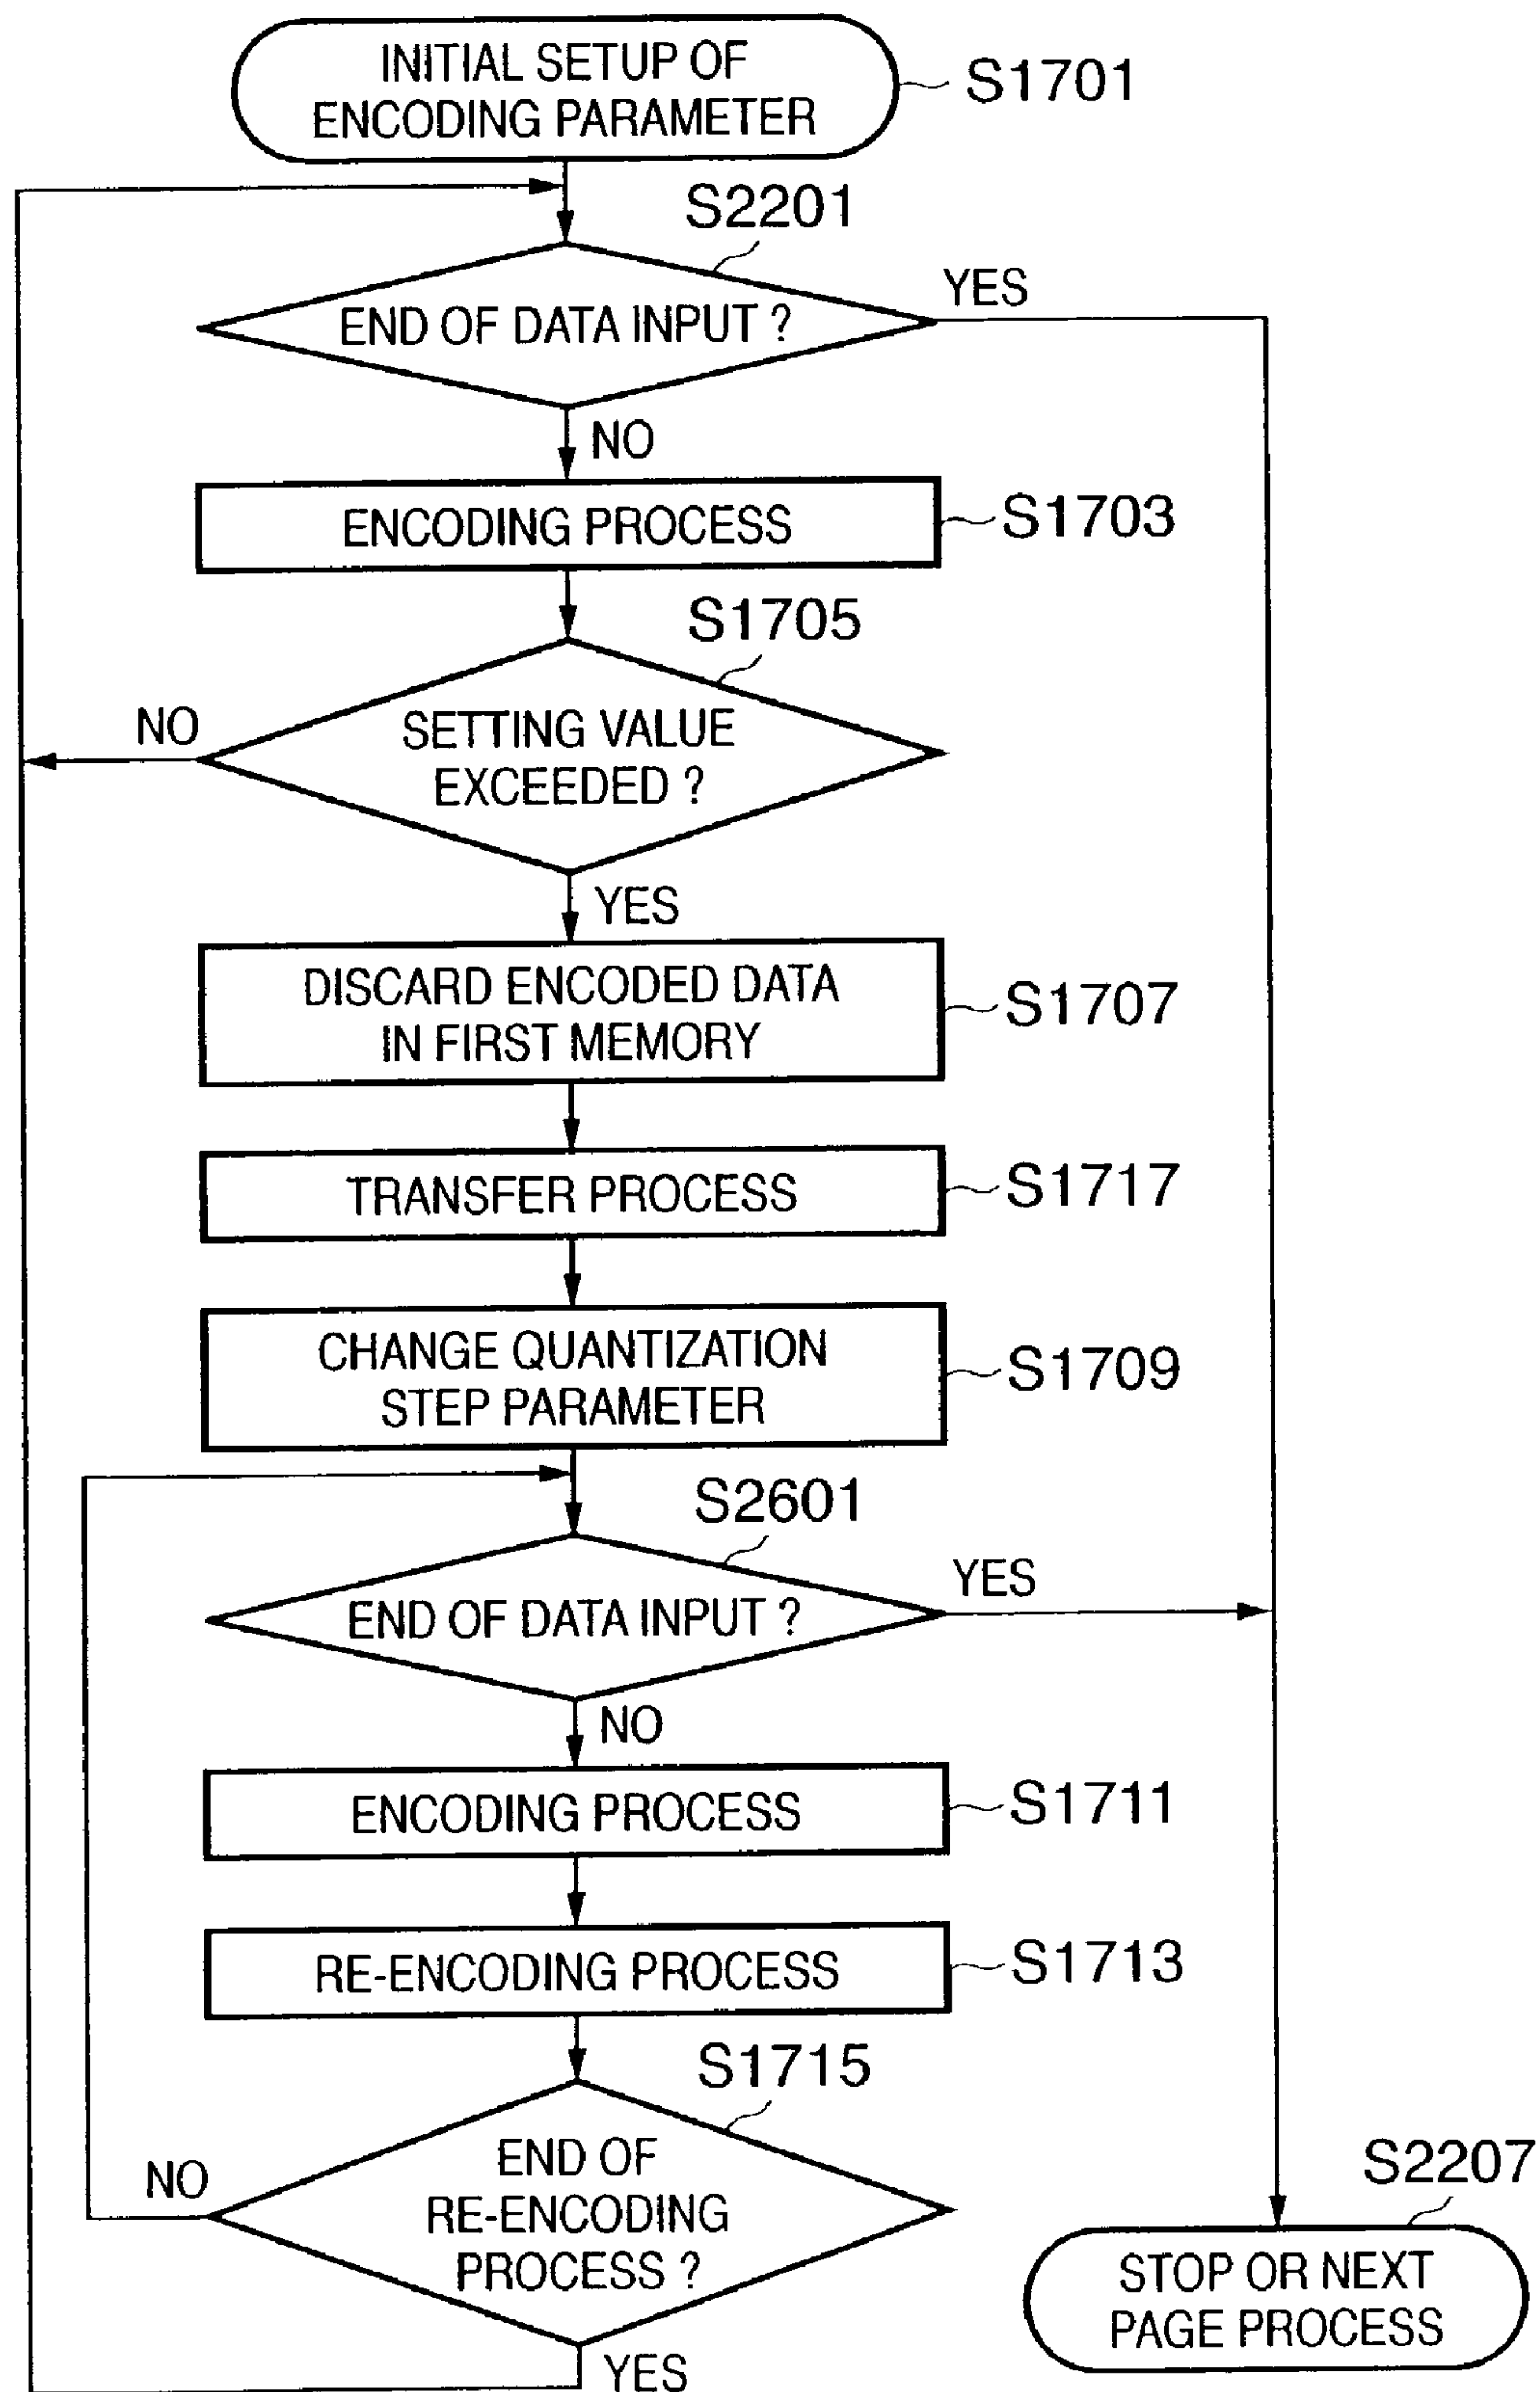 INITIAL SETUP OF
ENCODING PARAMETER
S1701
S2201
END OF DATA INPUT ?
YES
NO
ENCODING PROCESS
S1703
S1705
SETTING VALUE
EXCEEDED ?
NO
YES
DISCARD ENCODED DATA
IN FIRST MEMORY
S1707
TRANSFER PROCESS
S1717
CHANGE QUANTIZATION
STEP PARAMETER
S1709
S2601
END OF DATA INPUT ?
YES
NO
ENCODING PROCESS
S1711
RE-ENCODING PROCESS
S1713
S1715
END OF
RE-ENCODING
PROCESS ?
NO
YES
S2207
STOP OR NEXT
PAGE PROCESS